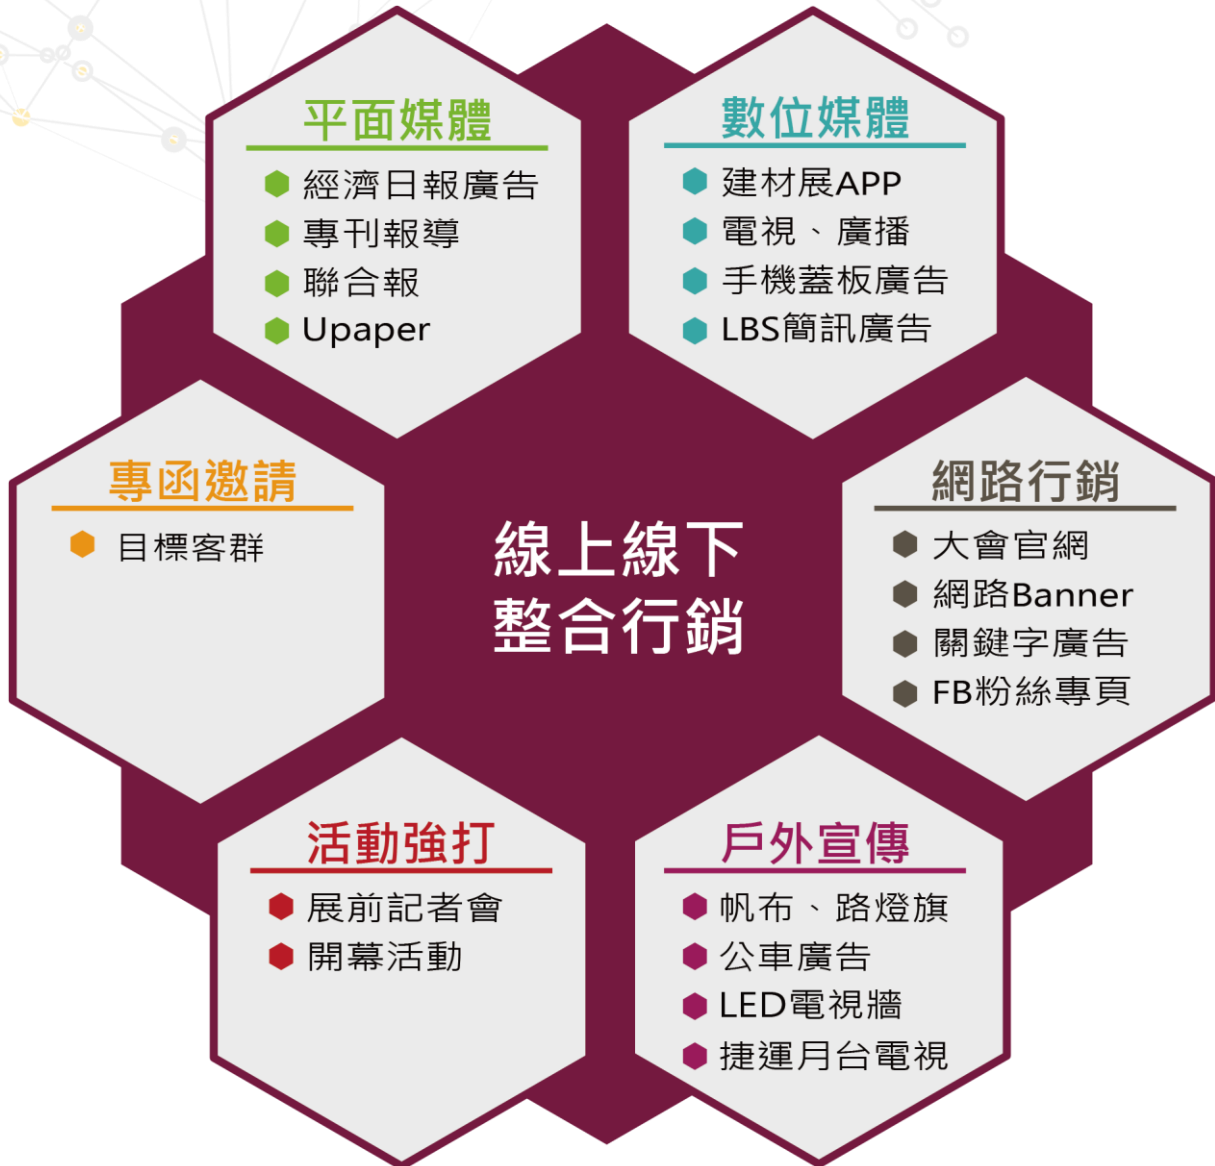 平面媒體
經濟日報廣告
專刊報導
聯合報
Upaper
數位媒體
建材展APP
電視、廣播
手機蓋板廣告
LBS簡訊廣告
專函邀請
目標客群
線上線下
整合行銷
網路行銷
大會官網
網路Banner
關鍵字廣告
FB粉絲專頁
活動強打
展前記者會
開幕活動
戶外宣傳
帆布、路燈旗
公車廣告
LED電視牆
捷運月台電視